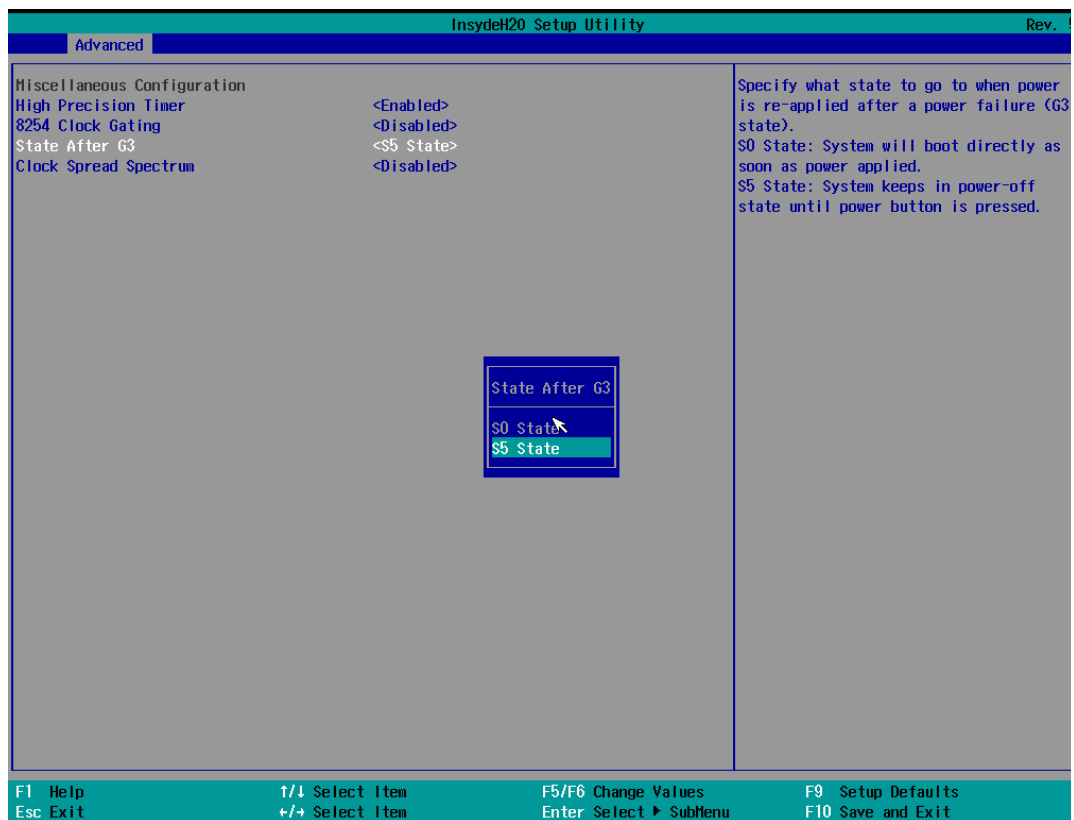 InsydeH20 Setup Utility Rev.
Advanced
Miscellaneous Configuration
High Precision Timer <Enabled>
8254 Clock Gating <Disabled>
State After G3 <S5 State>
Clock Spread Spectrum <Disabled>
Specify what state to go to when power
is re-applied after a power failure (G3
state).
S0 State: System will boot directly as
soon as power applied.
S5 State: System keeps in power-off
state until power button is pressed.
State After G3
S0 State
S5 State
F1 Help ↑/↓ Select Item F5/F6 Change Values F9 Setup Defaults
Esc Exit ←/→ Select Item Enter Select ▶ SubMenu F10 Save and Exit